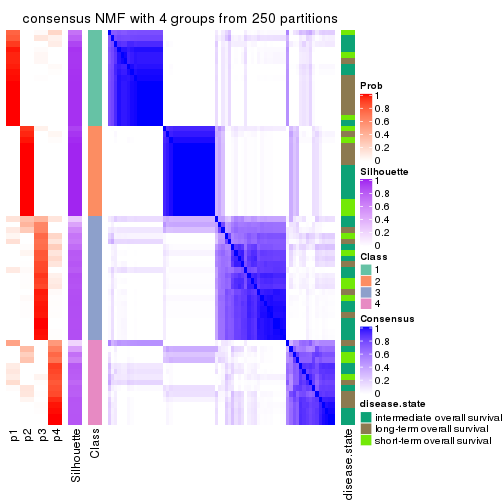 consensus NMF with 4 groups from 250 partitions
Prob
1
0.8
0.6
0.4
0.2
0
Silhouette
1
0.8
0.6
0.4
0.2
0
Class
1
2
3
4
Consensus
1
0.8
0.6
0.4
0.2
0
disease.state
intermediate overall survival
long-term overall survival
short-term overall survival
p1
p2
p3
p4
Silhouette
Class
disease.state